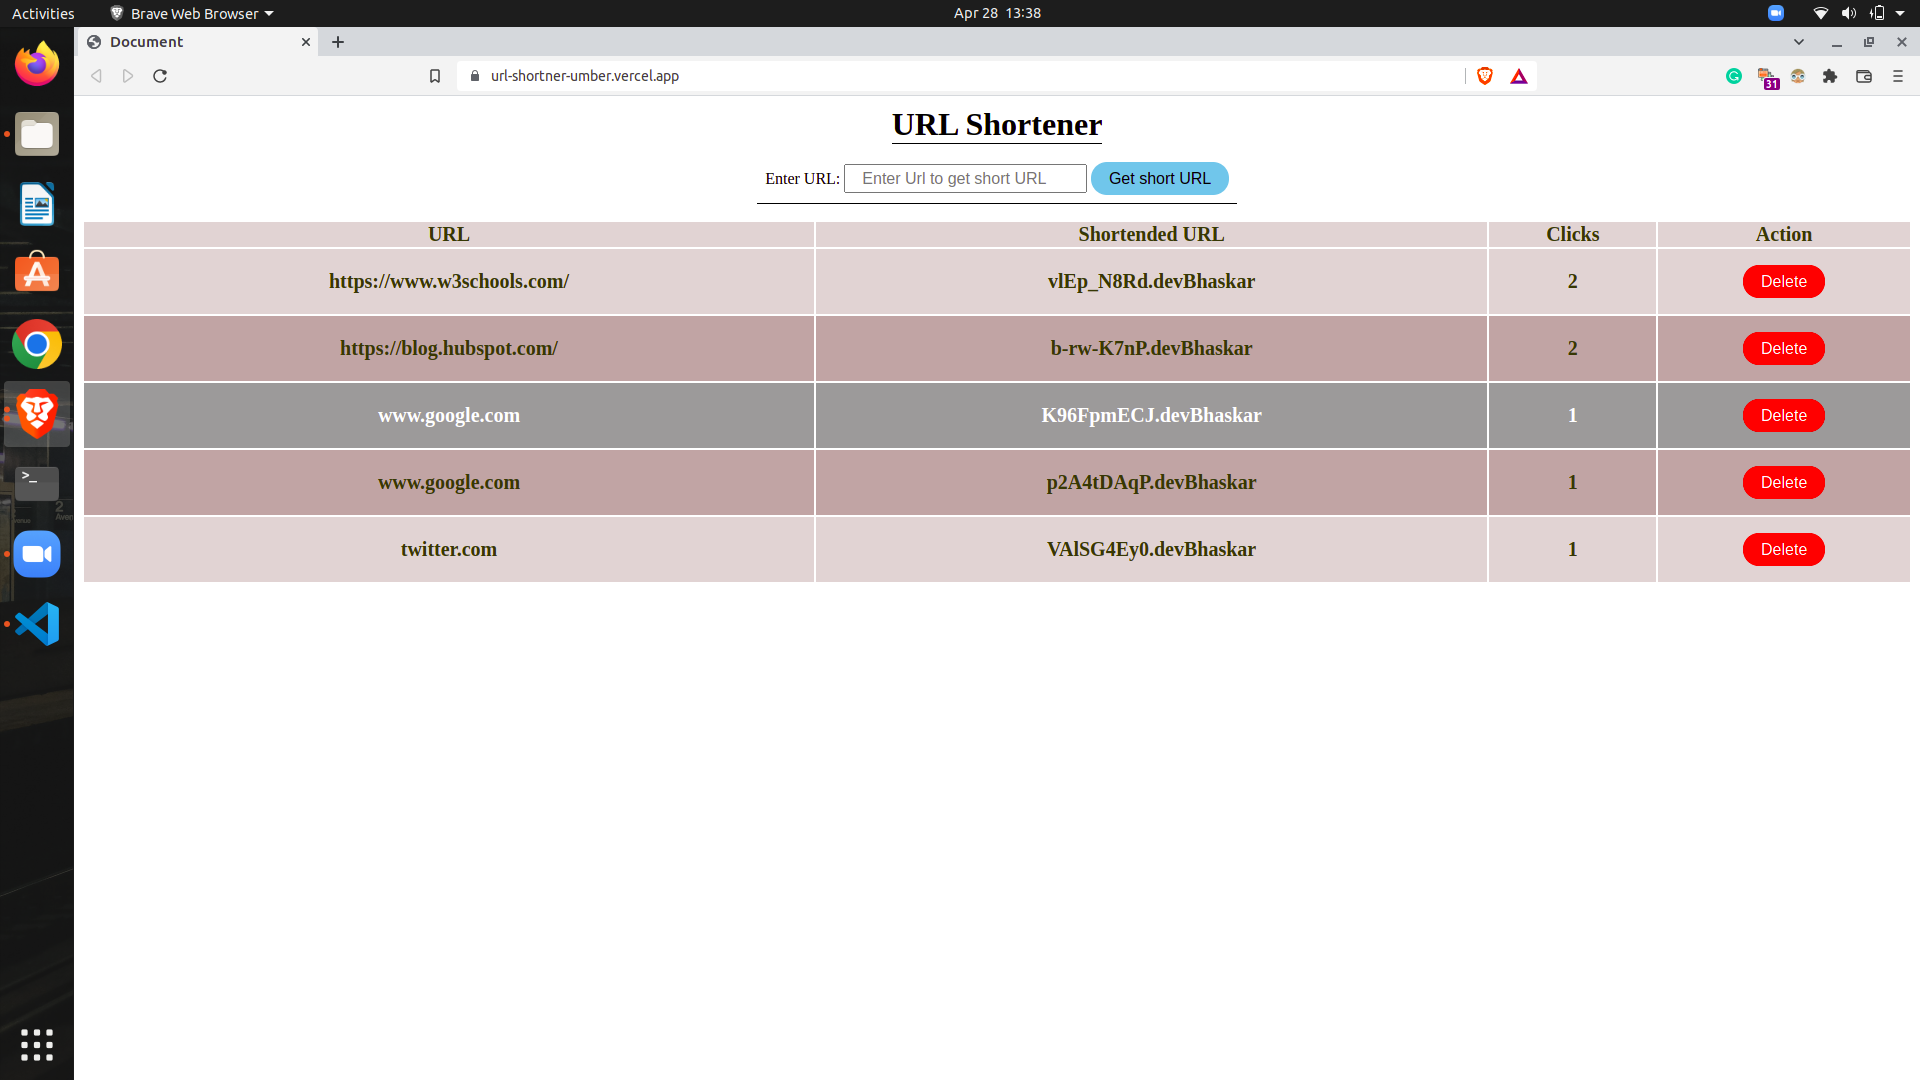 Activities Brave Web Browser Apr 28 13:38
Document
url-shortner-umber.vercel.app 31
URL Shortener
Enter URL: Enter Url to get short URL Get short URL
URL Shortended URL Clicks Action
https://www.w3schools.com/ vlEp_N8Rd.devBhaskar 2 Delete
https://blog.hubspot.com/ b-rw-K7nP.devBhaskar 2 Delete
www.google.com K96FpmECJ.devBhaskar 1 Delete
www.google.com p2A4tDAqP.devBhaskar 1 Delete
twitter.com VAlSG4Ey0.devBhaskar 1 Delete